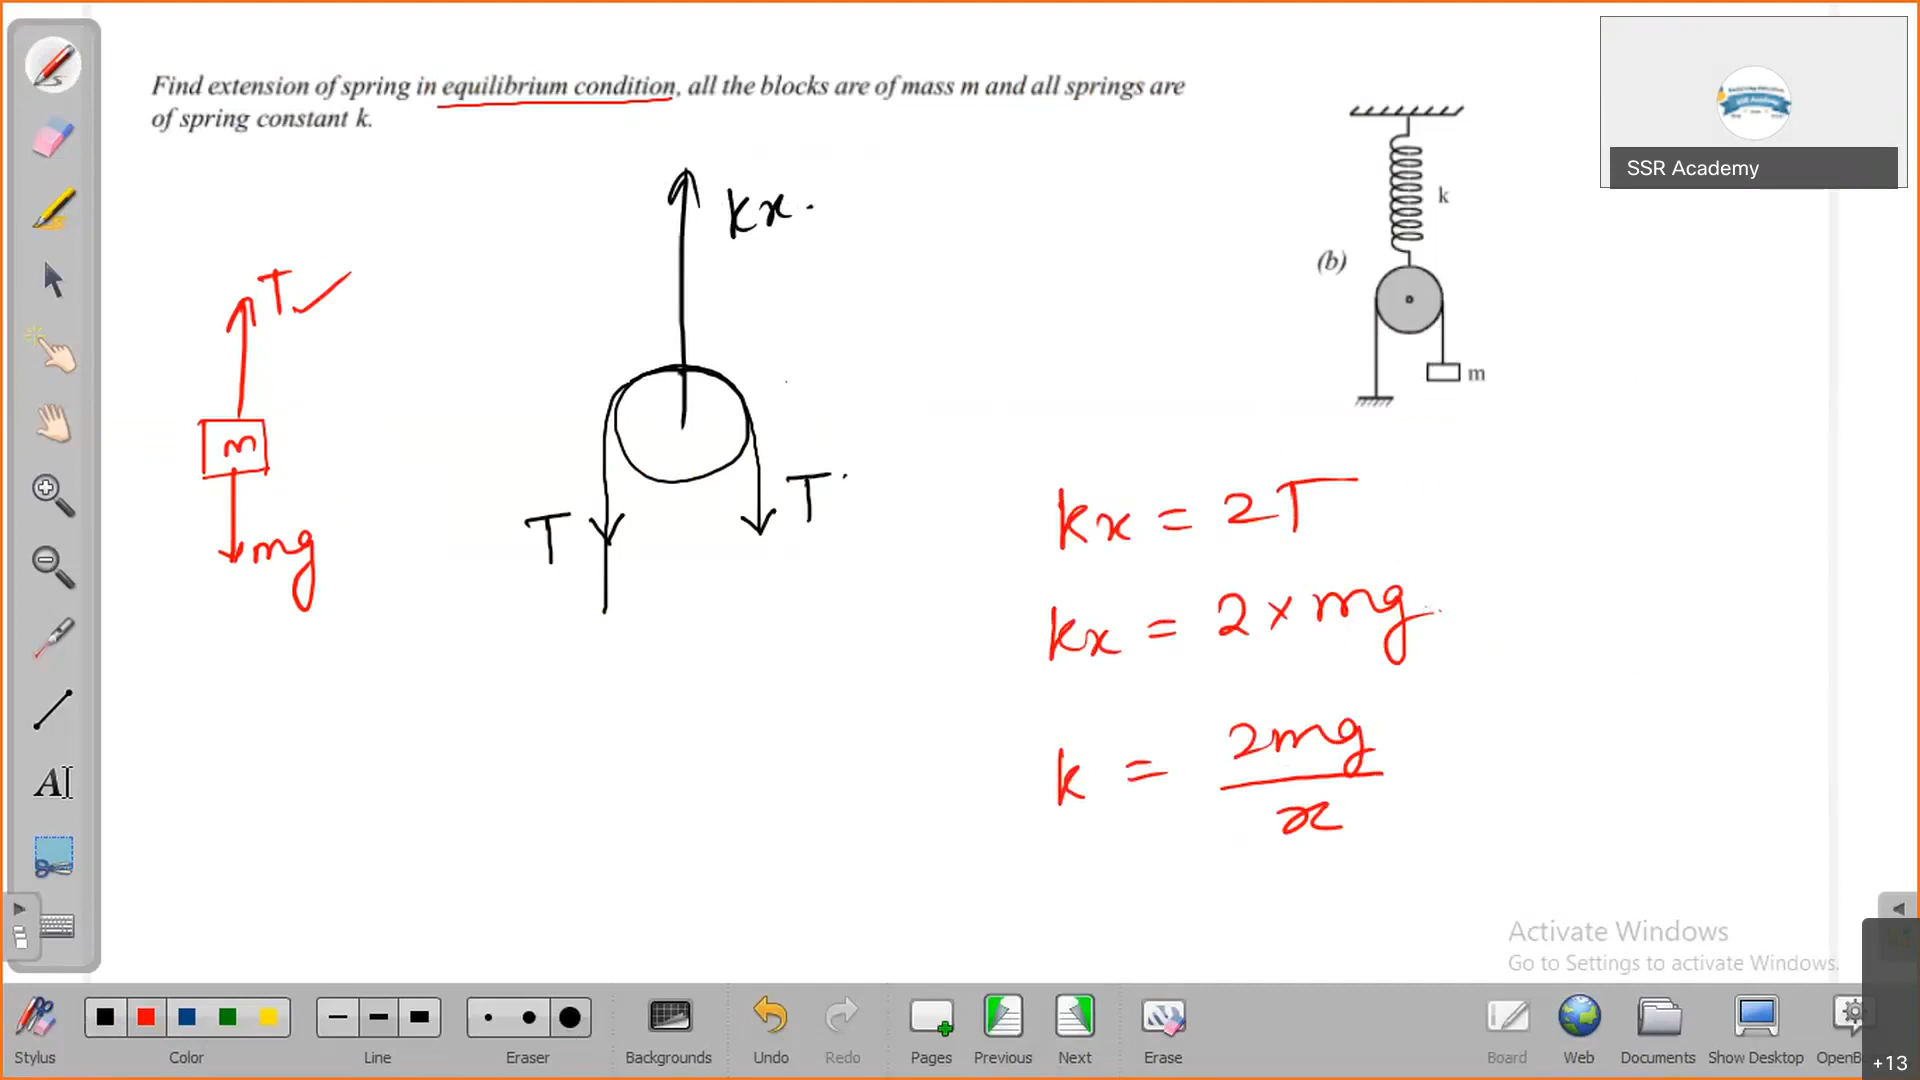 Find extension of spring in equilibrium condition, all the blocks are of mass m and all springs are
of spring constant k.
SSR Academy
kx
k
(b)
T
m
mg
T
T
m
kx = 2T
kx = 2 × mg
k = 2mg / x
Activate Windows
Go to Settings to activate Windows.
Stylus
Color
Line
Eraser
Backgrounds
Undo
Redo
Pages
Previous
Next
Erase
Board
Web
Documents
Show Desktop
OpenBo
+13